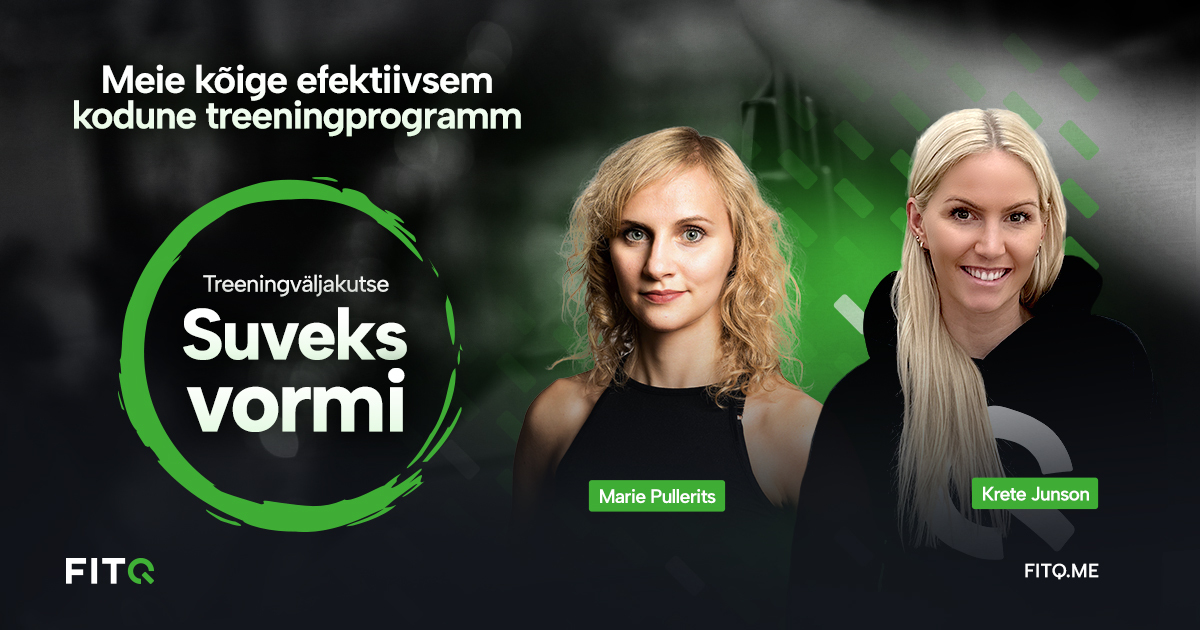 Meie kõige efektiivsem
kodune treeningprogramm
Treeningväljakutse
Suveks
vormi
Marie Pullerits
Krete Junson
FITQ
FITQ.ME